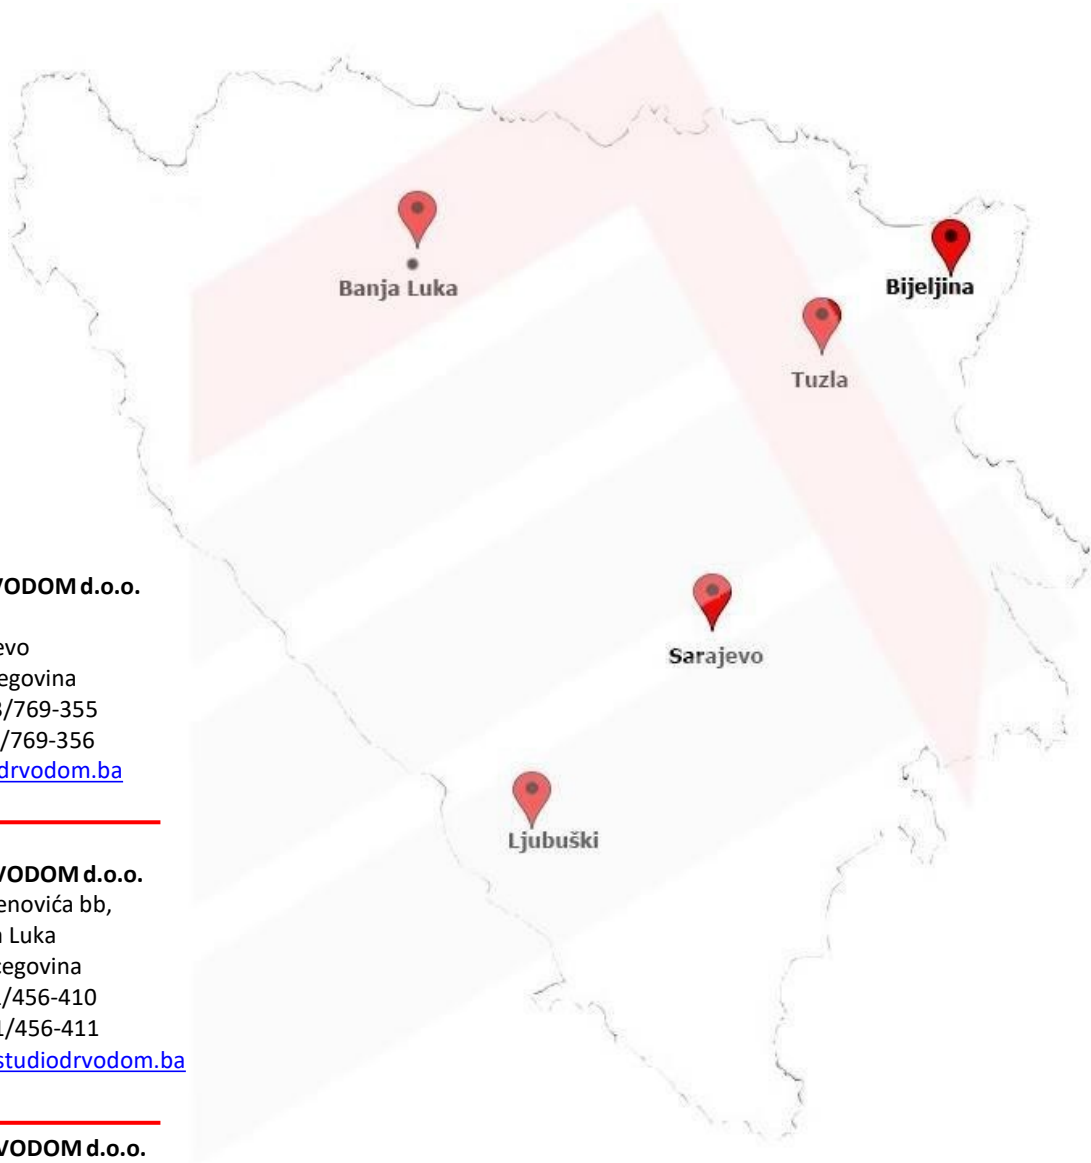 Banja Luka
Bijeljina
Tuzla
Sarajevo
Ljubuški
VODOM d.o.o.
evo
egovina
/769-355
/769-356
drvodom.ba
VODOM d.o.o.
enovića bb,
Luka
egovina
/456-410
1/456-411
studiodrvodom.ba
VODOM d.o.o.